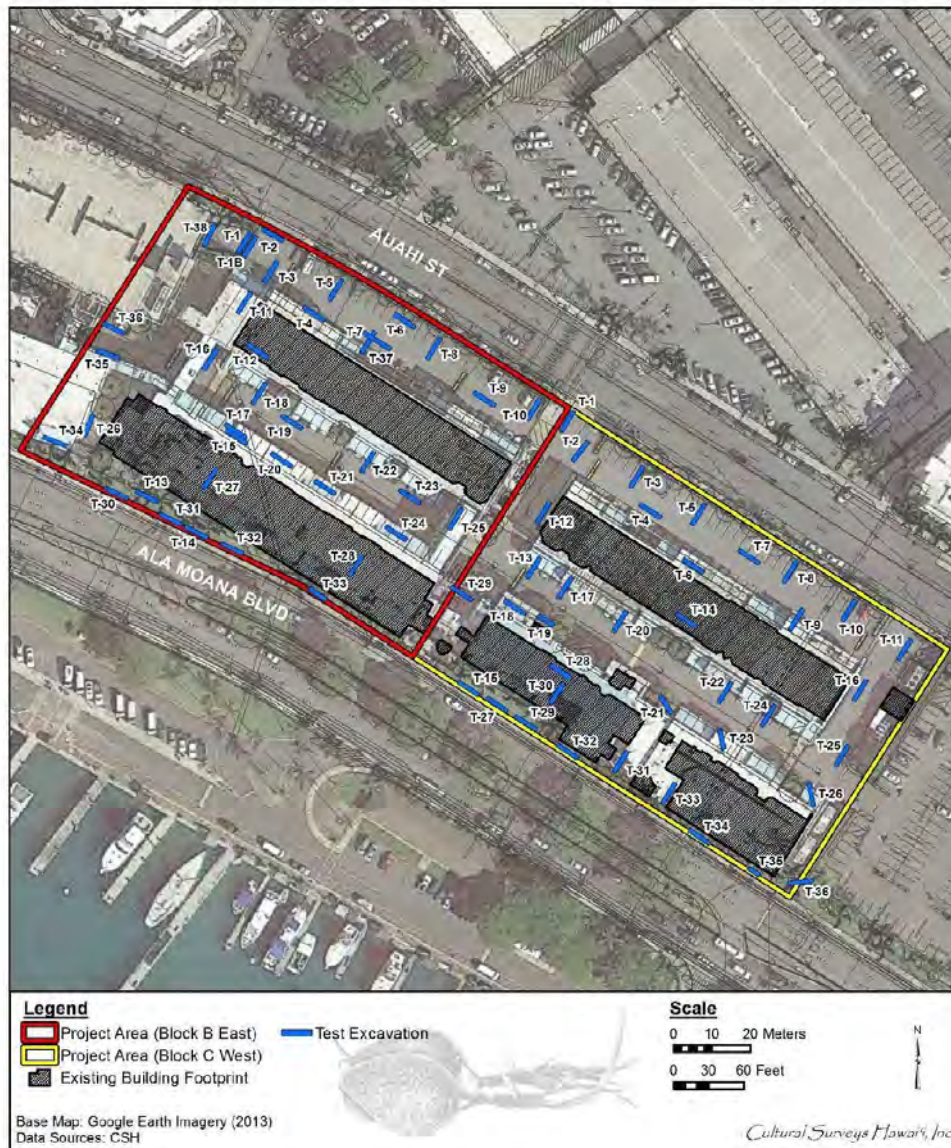 AUAHI ST
T-38
T-1
T-2
T-1B
T-3
T-5
T-11
T-4
T-6
T-36
T-7
T-8
T-37
T-16
T-12
T-35
T-9
T-10
T-1
T-18
T-2
T-17
T-19
T-34
T-26
T-15
T-22
T-20
T-21
T-23
T-3
T-27
T-12
T-4
T-5
T-13
T-30
T-31
T-24
T-25
T-14
T-32
T-7
T-28
T-13
T-6
T-8
ALA MOANA BLVD
T-33
T-29
T-17
T-18
T-14
T-9
T-10
T-19
T-20
T-11
T-28
T-15
T-30
T-16
T-22
T-27
T-29
T-21
T-24
T-23
T-32
T-25
T-31
T-26
T-33
T-34
T-35
T-36
Legend
Project Area (Block B East)
Test Excavation
Project Area (Block C West)
Existing Building Footprint
Scale
0 10 20 Meters
0 30 60 Feet
N
Base Map: Google Earth Imagery (2013)
Data Sources: CSH
Cultural Surveys Hawai'i, Inc